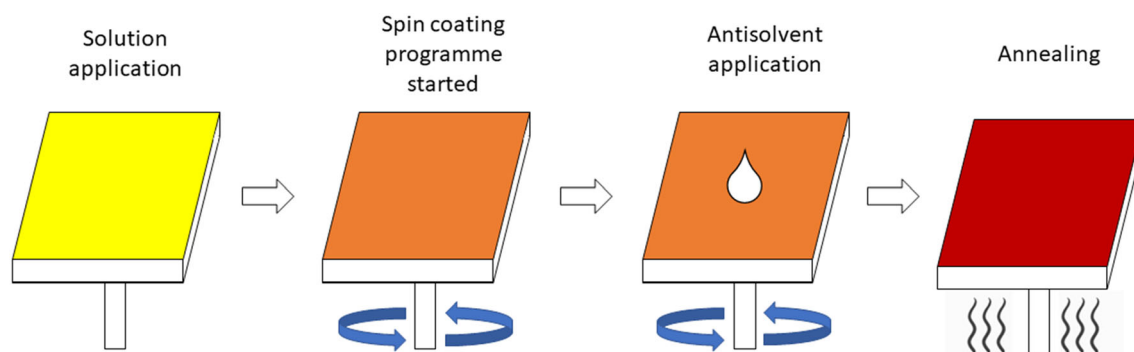 Solution
application
Spin coating
programme
started
Antisolvent
application
Annealing